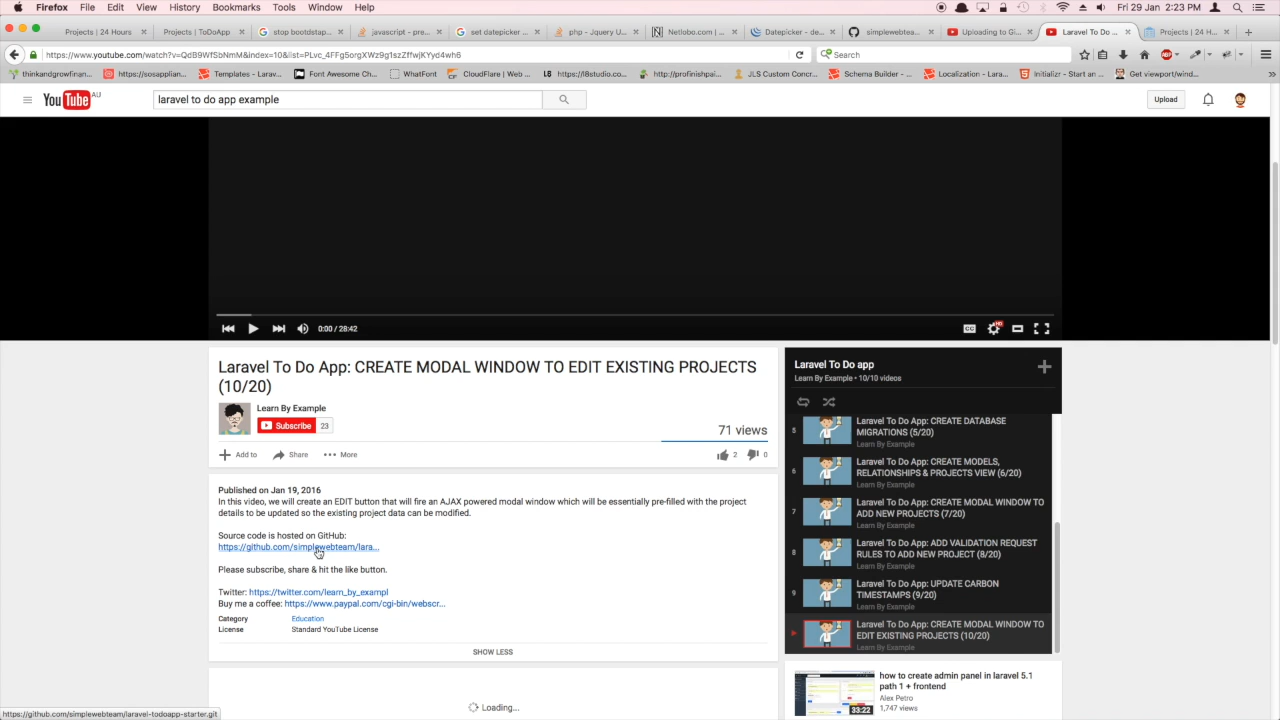 Firefox File Edit View History Bookmarks Tools Window Help Fri 29 Jan 2:23 PM
Projects | 24 Hours Projects | ToDoApp stop bootstap... javascript - pre... set datepicker ... php - Jquery U... Netlobo.com | ... Datepicker - de... simplewebteam... Uploading to Gi... Laravel To Do ... Projects | 24 H...
https://www.youtube.com/watch?v=QdB9WfSbNmM&index=10&list=PLvc_4FFg5orgXWz9g1szZffwjKYyd4wh6 Search
thinkandgrowfinan... https://sosapplian... Templates - Larav... Font Awesome Ch... WhatFont CloudFlare | Web ... https://l8studio.c... http://profinishpai... JLS Custom Concr... Schema Builder - ... Localization - Lara... Initializr - Start an... Get viewport/wind...
YouTube AU
laravel to do app example
Upload
0:00 / 28:42
CC
HD
Laravel To Do App: CREATE MODAL WINDOW TO EDIT EXISTING PROJECTS
(10/20)
Learn By Example
Subscribe 23
71 views
Add to Share More
2 0
Published on Jan 19, 2016
In this video, we will create an EDIT button that will fire an AJAX powered modal window which will be essentially pre-filled with the project
details to be updated so the existing project data can be modified.
Source code is hosted on GitHub:
https://github.com/simplewebteam/lara...
Please subscribe, share & hit the like button.
Twitter: https://twitter.com/learn_by_exampl
Buy me a coffee: https://www.paypal.com/cgi-bin/webscr...
Category Education
License Standard YouTube License
SHOW LESS
Loading...
https://github.com/simplewebteam/laravel-todoapp-starter.git
Laravel To Do app
Learn By Example • 10/10 videos
5 Laravel To Do App: CREATE DATABASE
MIGRATIONS (5/20)
Learn By Example
6 Laravel To Do App: CREATE MODELS,
RELATIONSHIPS & PROJECTS VIEW (6/20)
Learn By Example
7 Laravel To Do App: CREATE MODAL WINDOW TO
ADD NEW PROJECTS (7/20)
Learn By Example
8 Laravel To Do App: ADD VALIDATION REQUEST
RULES TO ADD NEW PROJECT (8/20)
Learn By Example
9 Laravel To Do App: UPDATE CARBON
TIMESTAMPS (9/20)
Learn By Example
Laravel To Do App: CREATE MODAL WINDOW TO
EDIT EXISTING PROJECTS (10/20)
Learn By Example
how to create admin panel in laravel 5.1
path 1 + frontend
Alex Petro
1,747 views
33:22